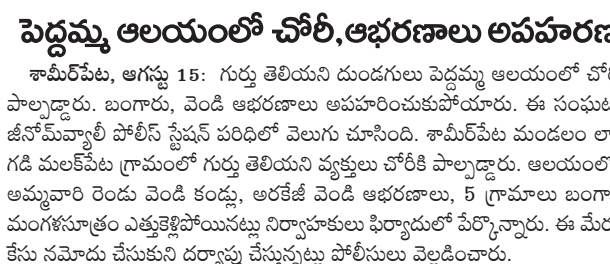 పెద్దమ్మ ఆలయంలో చోరీ,ఆభరణాలు అపహరణ
శామీర్‌పేట, ఆగస్టు 15: గుర్తు తెలియని దుండగులు పెద్దమ్మ ఆలయంలో
పాల్పడ్డారు. బంగారు, వెండి ఆభరణాలు అపహరించుకుపోయారు. ఈ
జీనోమ్‌వ్యాలీ పోలీస్ స్టేషన్ పరిధిలో వెలుగు చూసింది. శామీర్‌పేట మండలం
గడి మలక్‌పేట గ్రామంలో గుర్తు తెలియని వ్యక్తులు చోరీకి పాల్పడ్డారు. ఆలయంలో
అమ్మవారి రెండు వెండి కండ్లు, అరకేజీ వెండి ఆభరణాలు, 5 గ్రామాలు
మంగళసూత్రం ఎత్తుకెళ్లిపోయినట్లు నిర్వాహకులు ఫిర్యాదులో పేర్కొన్నారు. ఈ
కేసు నమోదు చేసుకుని దర్యాప్తు చేస్తున్నట్లు పోలీసులు వెల్లడించారు.